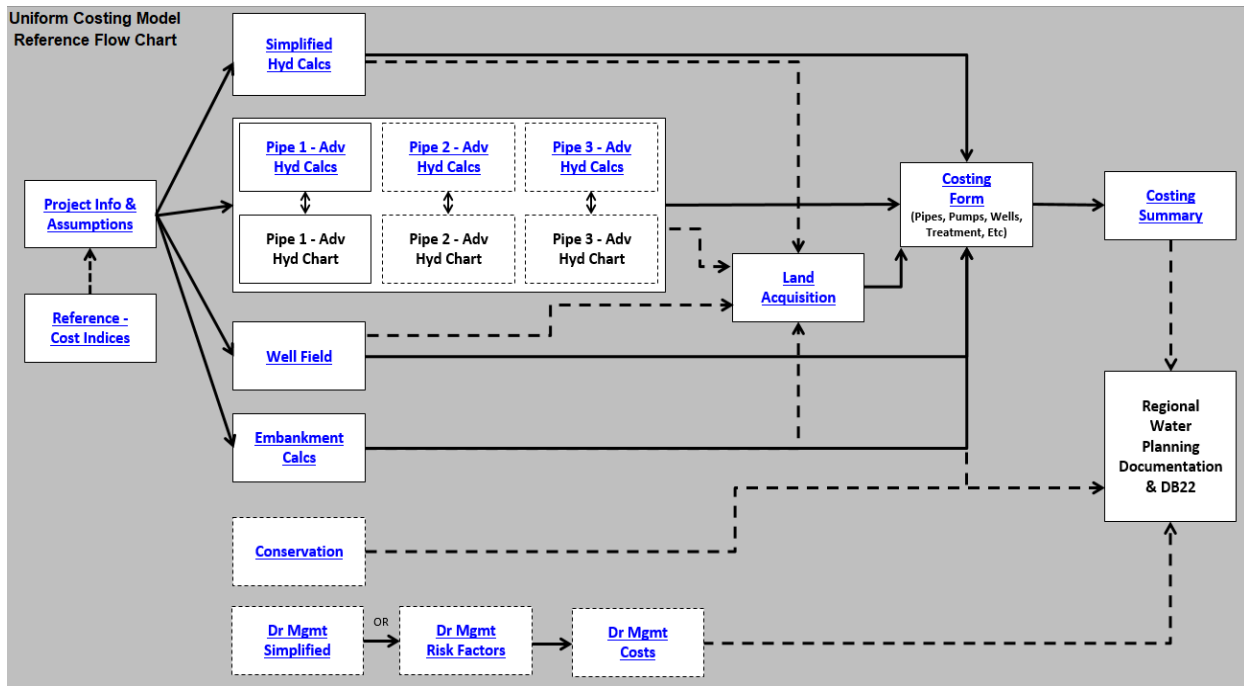 Uniform Costing Model
Reference Flow Chart
Simplified
Hyd Calcs
Pipe 1 - Adv
Hyd Calcs
Pipe 2 - Adv
Hyd Calcs
Pipe 3 - Adv
Hyd Calcs
Pipe 1 - Adv
Hyd Chart
Pipe 2 - Adv
Hyd Chart
Pipe 3 - Adv
Hyd Chart
Project Info &
Assumptions
Reference -
Cost Indices
Well Field
Embankment
Calcs
Land
Acquisition
Costing
Form
(Pipes, Pumps, Wells,
Treatment, Etc)
Costing
Summary
Regional
Water
Planning
Documentation
& DB22
Conservation
Dr Mgmt
Simplified
OR
Dr Mgmt
Risk Factors
Dr Mgmt
Costs